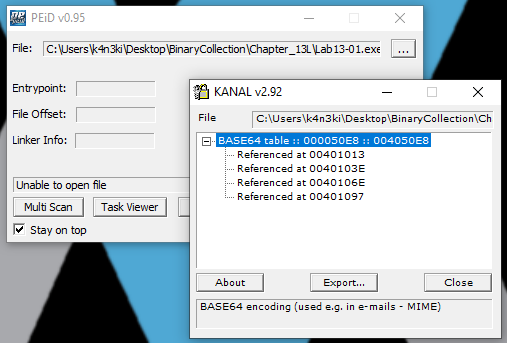 PEiD v0.95
File: C:\Users\k4n3ki\Desktop\BinaryCollection\Chapter_13L\Lab13-01.exe ...
Entrypoint:
File Offset:
Linker Info:
Unable to open file
Multi Scan Task Viewer
Stay on top
KANAL v2.92
File C:\Users\k4n3ki\Desktop\BinaryCollection\Ch
BASE64 table :: 000050E8 :: 004050E8
Referenced at 00401013
Referenced at 0040103E
Referenced at 0040106E
Referenced at 00401097
About Export... Close
BASE64 encoding (used e.g. in e-mails - MIME)